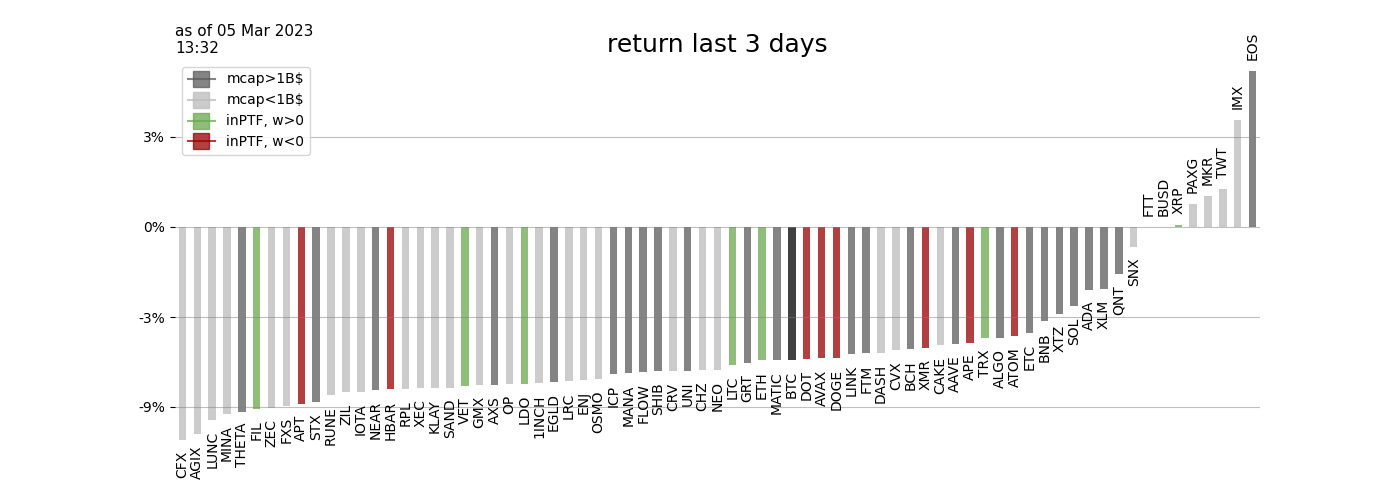 as of 05 Mar 2023
13:32
return last 3 days
mcap>1B$
mcap<1B$
inPTF, w>0
inPTF, w<0
3%
0%
-3%
-9%
CFX
AGIX
LUNC
MINA
THETA
FIL
ZEC
FXS
APT
STX
RUNE
ZIL
IOTA
NEAR
HBAR
RPL
XEC
KLAY
SAND
VET
GMX
AXS
OP
LDO
1INCH
EGLD
LRC
ENJ
OSMO
ICP
MANA
FLOW
SHIB
CRV
UNI
CHZ
NEO
LTC
GRT
ETH
MATIC
BTC
DOT
AVAX
DOGE
LINK
FTM
DASH
CVX
BCH
XMR
CAKE
AAVE
APE
TRX
ALGO
ATOM
ETC
BNB
XTZ
SOL
ADA
XLM
QNT
SNX
FTT
BUSD
XRP
PAXG
MKR
TWT
IMX
EOS